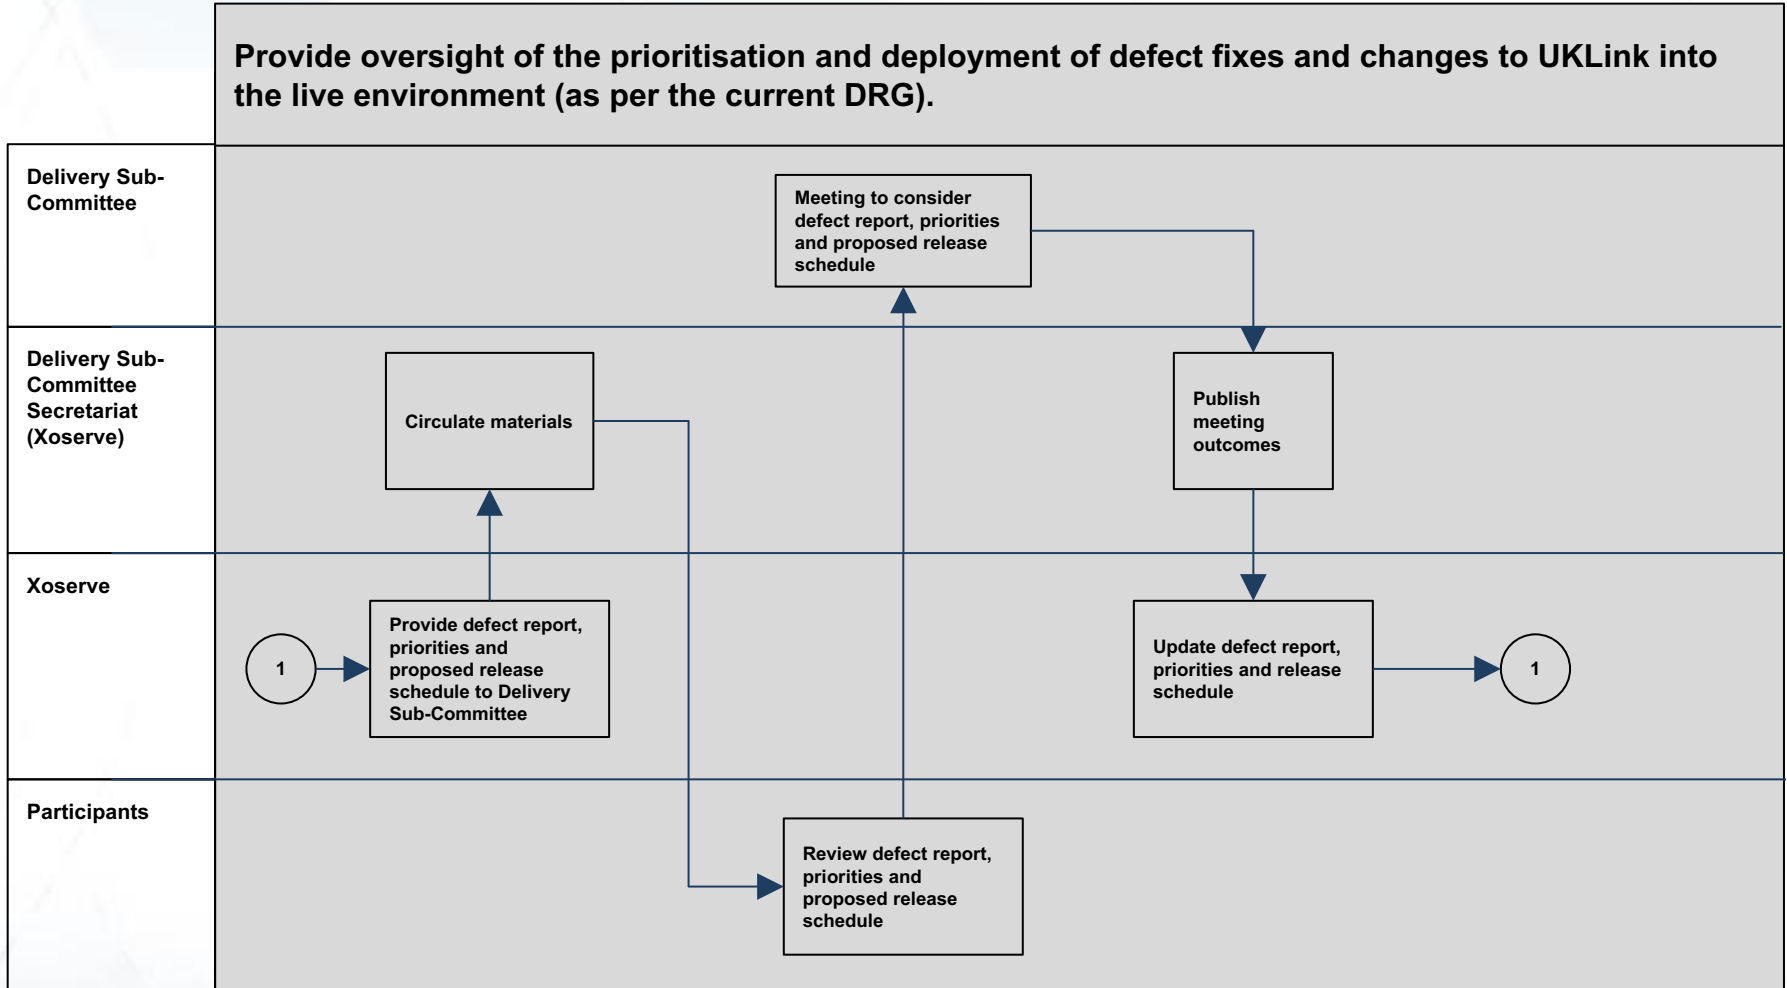 Provide oversight of the prioritisation and deployment of defect fixes and changes to UKLink into
the live environment (as per the current DRG).
Delivery Sub-
Committee
Meeting to consider
defect report, priorities
and proposed release
schedule
Delivery Sub-
Committee
Secretariat
(Xoserve)
Circulate materials
Publish
meeting
outcomes
Xoserve
1
Provide defect report,
priorities and
proposed release
schedule to Delivery
Sub-Committee
Update defect report,
priorities and release
schedule
1
Participants
Review defect report,
priorities and
proposed release
schedule